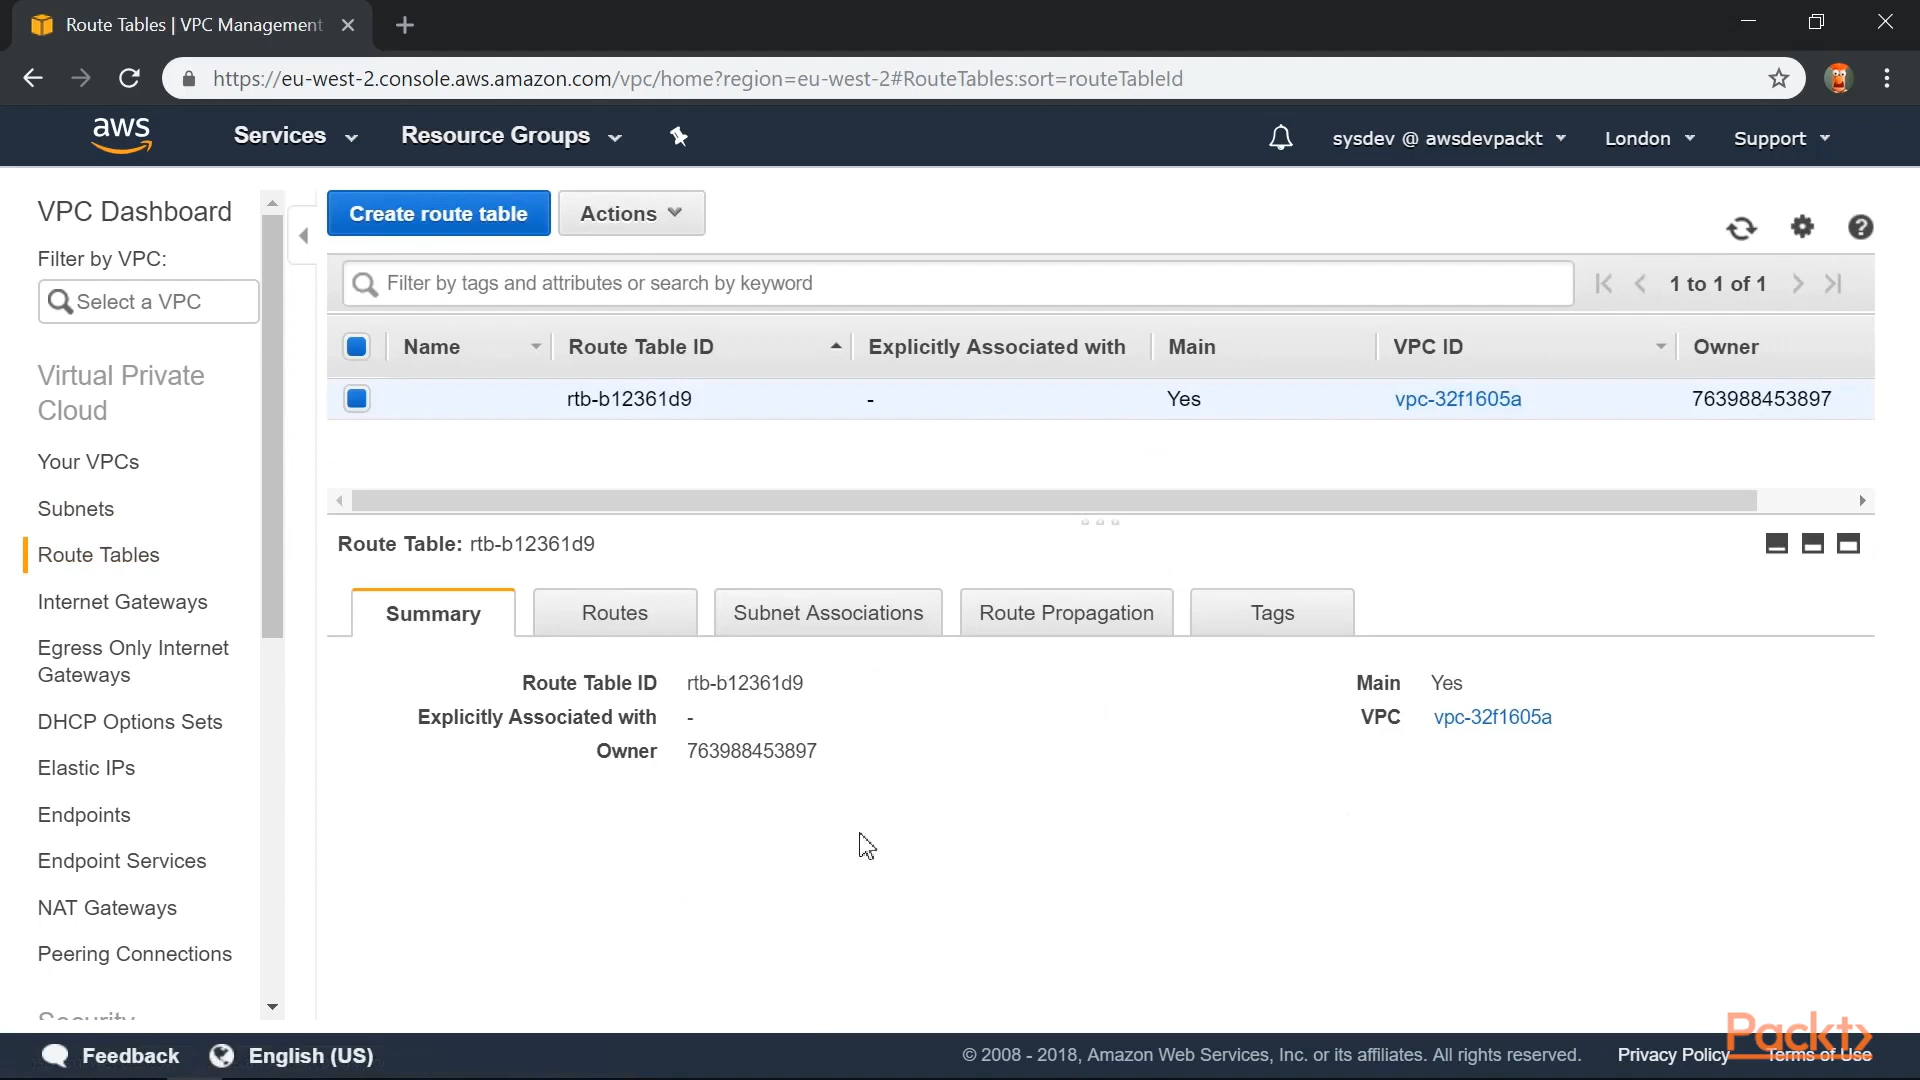 Route Tables | VPC Management
https://eu-west-2.console.aws.amazon.com/vpc/home?region=eu-west-2#RouteTables:sort=routeTableId
aws
Services
Resource Groups
sysdev @ awsdevpackt
London
Support
VPC Dashboard
Filter by VPC:
Select a VPC
Virtual Private
Cloud
Your VPCs
Subnets
Route Tables
Internet Gateways
Egress Only Internet
Gateways
DHCP Options Sets
Elastic IPs
Endpoints
Endpoint Services
NAT Gateways
Peering Connections
Security
Create route table
Actions
Filter by tags and attributes or search by keyword
1 to 1 of 1
Name Route Table ID Explicitly Associated with Main VPC ID Owner
rtb-b12361d9 - Yes vpc-32f1605a 763988453897
Route Table: rtb-b12361d9
Summary Routes Subnet Associations Route Propagation Tags
Route Table ID rtb-b12361d9
Main Yes
Explicitly Associated with -
VPC vpc-32f1605a
Owner 763988453897
Feedback
English (US)
© 2008 - 2018, Amazon Web Services, Inc. or its affiliates. All rights reserved.
Privacy Policy
Terms of Use
Packt>